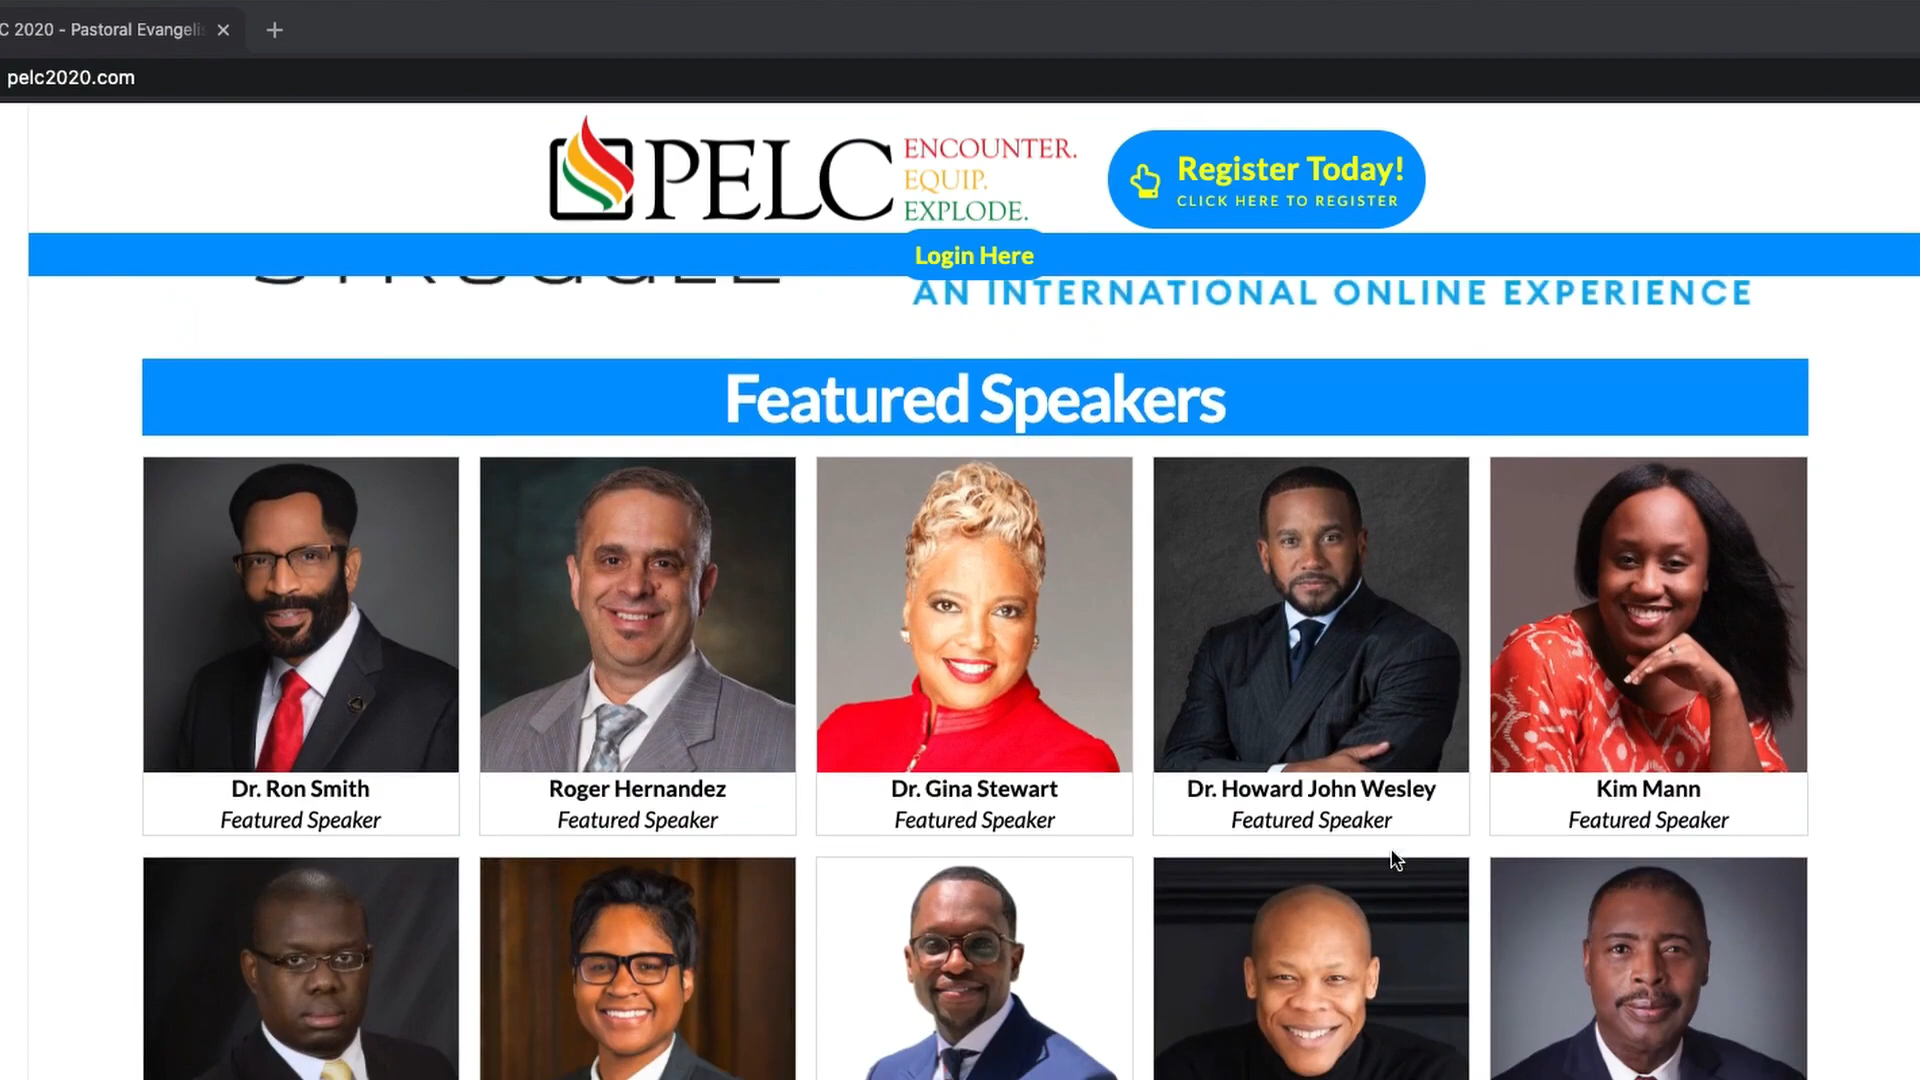 C 2020 - Pastoral Evangelis
pelc2020.com
PELC
ENCOUNTER.
EQUIP.
EXPLODE.
Register Today!
CLICK HERE TO REGISTER
Login Here
STRUGGLE
AN INTERNATIONAL ONLINE EXPERIENCE
Featured Speakers
Dr. Ron Smith
Featured Speaker
Roger Hernandez
Featured Speaker
Dr. Gina Stewart
Featured Speaker
Dr. Howard John Wesley
Featured Speaker
Kim Mann
Featured Speaker